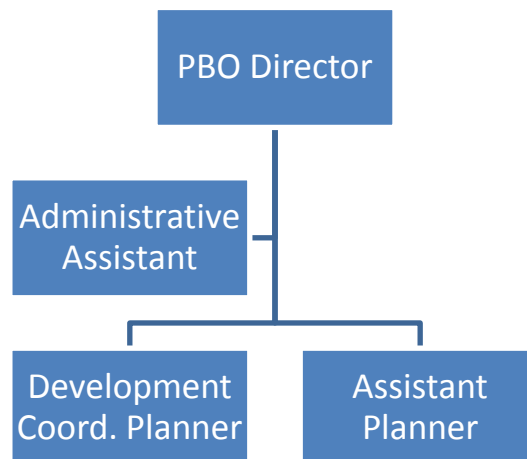 PBO Director
Administrative
Assistant
Development
Coord. Planner
Assistant
Planner